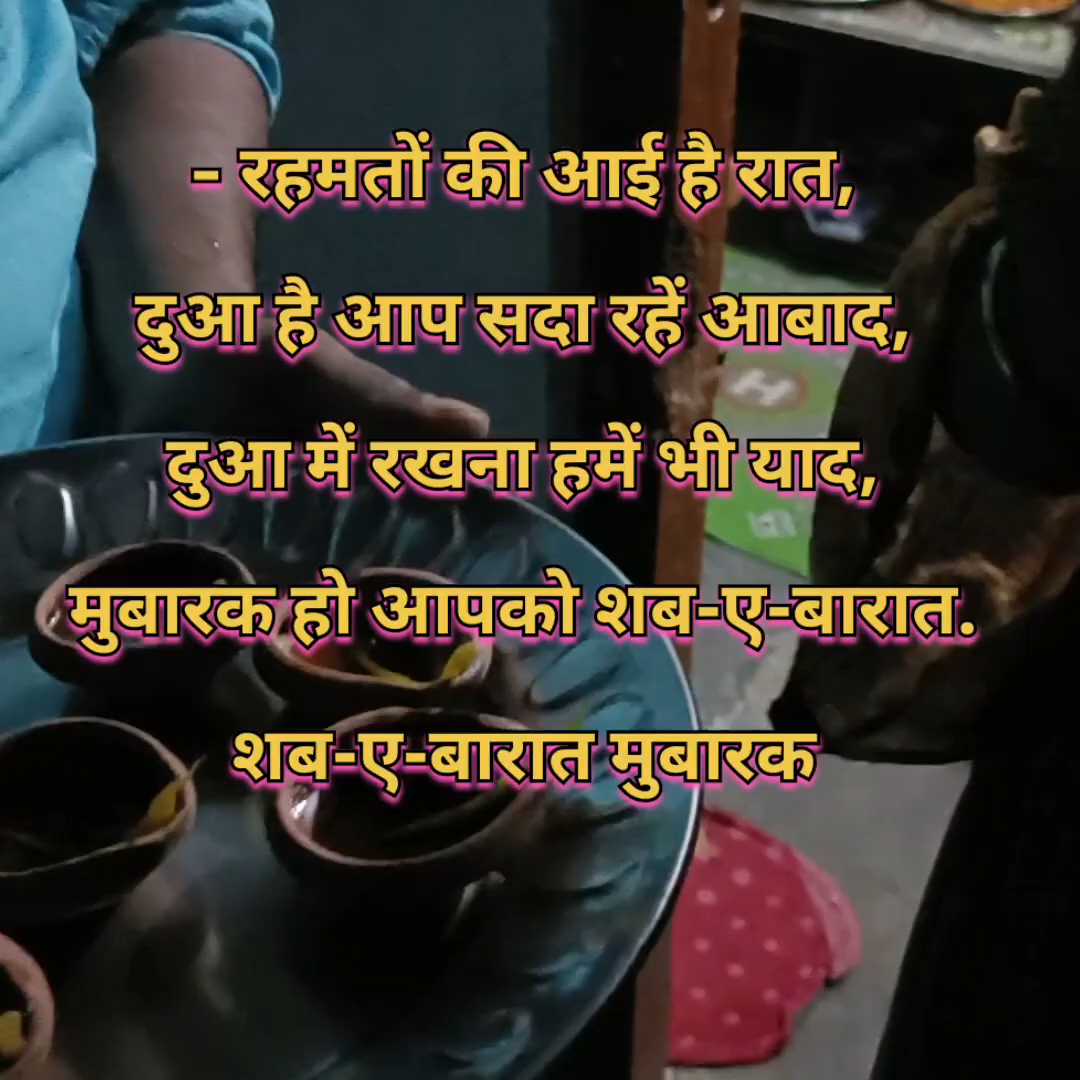 - रहमतों की आई है रात,
दुआ है आप सदा रहें आबाद,
दुआ में रखना हमें भी याद,
मुबारक हो आपको शब-ए-बारात.
शब-ए-बारात मुबारक
H